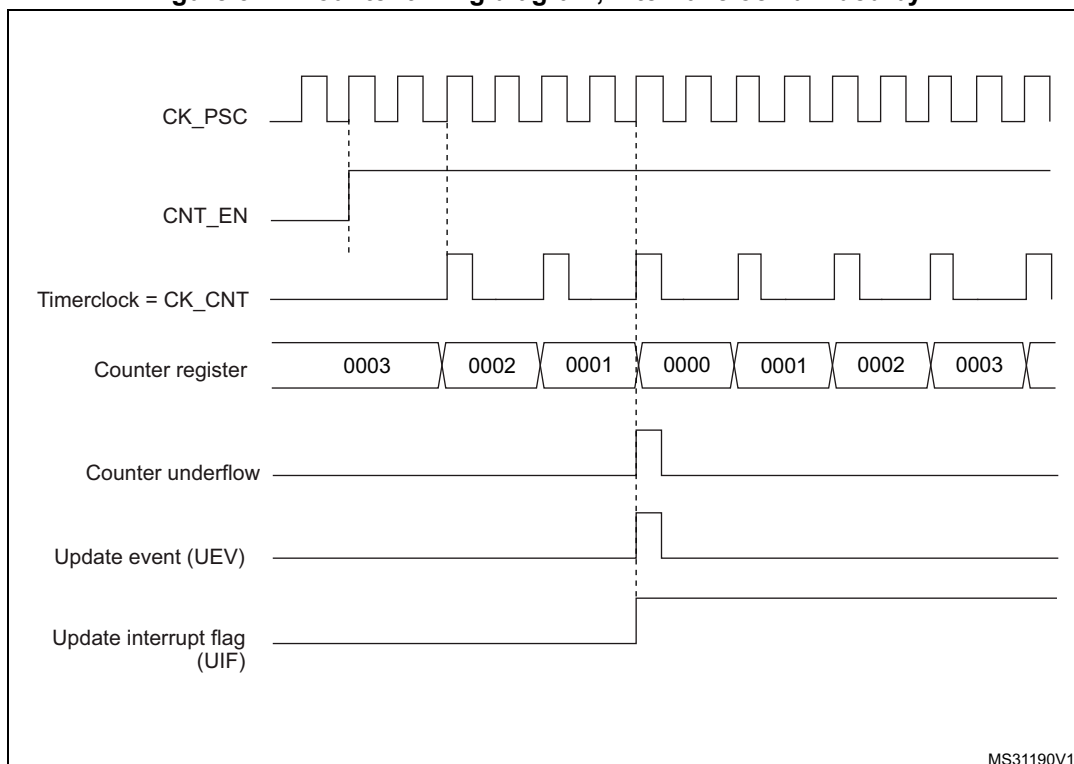 CK_PSC
CNT_EN
Timerclock = CK_CNT
Counter register
0003 0002 0001 0000 0001 0002 0003
Counter underflow
Update event (UEV)
Update interrupt flag
(UIF)
MS31190V1